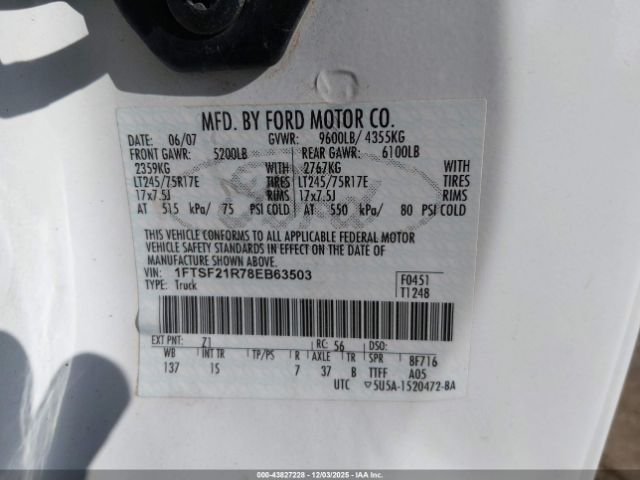 MFD. BY FORD MOTOR CO.
DATE: 06/07 GVWR: 9600LB/ 4355KG
FRONT GAWR: 5200LB REAR GAWR: 6100LB
2359KG WITH 2767KG WITH
LT245/75R17E TIRES LT245/75R17E TIRES
17x7.5J RIMS 17x7.5J RIMS
AT 515 kPa/ 75 PSI COLD AT 550 kPa/ 80 PSI COLD
THIS VEHICLE CONFORMS TO ALL APPLICABLE FEDERAL MOTOR
VEHICLE SAFETY STANDARDS IN EFFECT ON THE DATE OF
MANUFACTURE SHOWN ABOVE.
VIN: 1FTSF21R78EB63503 F0451
TYPE: Truck T1248
EXT PNT: Z1 RC: 56 DSO:
WB INT TR TP/PS R AXLE TR SPR BF716
137 IS 7 37 B TTFF A05
UTC ▽5U5A-1520472-BA
000-43827228 - 12/03/2025 - Copyright IAA, Inc.